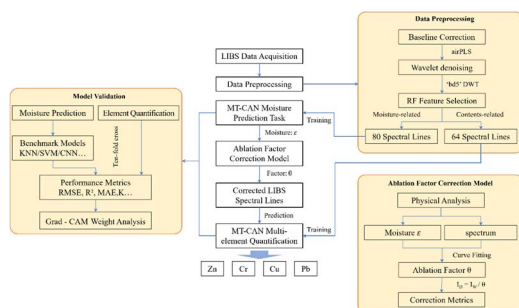 Data Preprocessing
Baseline Correction
airPLS
Wavelet denoising
'bd5' DWT
RF Feature Selection
Moisture-related
Contents-related
80 Spectral Lines
64 Spectral Lines
LIBS Data Acquisition
Data Preprocessing
MT-CAN Moisture
Prediction Task
Training
Moisture: ε
Ablation Factor
Correction Model
Factor: θ
Corrected LIBS
Spectral Lines
Prediction
MT-CAN Multi-
element Quantification
Training
Zn
Cr
Cu
Pb
Model Validation
Moisture Prediction
Element Quantification
Ten-fold cross
Benchmark Models
KNN/SVM/CNN…
Performance Metrics
RMSE, R², MAE,K…
Grad - CAM Weight Analysis
Ablation Factor Correction Model
Physical Analysis
Moisture ε
spectrum
Curve Fitting
Ablation Factor θ
Correction Metrics